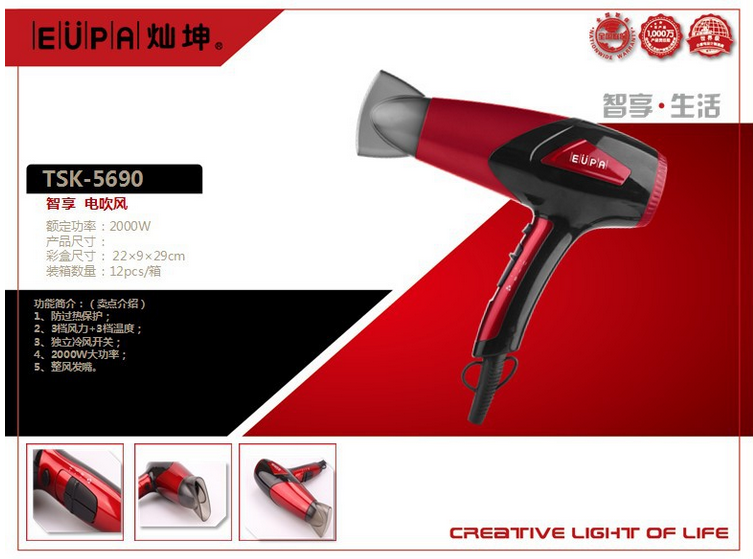 EUPA灿坤®
智享·生活
EUPA
TSK-5690
智享 电吹风
额定功率：2000W
产品尺寸：
彩盒尺寸： 22×9×29cm
装箱数量：12pcs/箱
功能简介：（卖点介绍）
1、防过热保护；
2、3档风力+3档温度；
3、独立冷风开关；
4、2000W大功率；
5、整风发嘴。
CREATIVE LIGHT OF LIFE